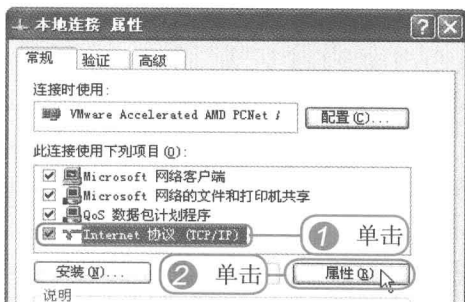 本地连接 属性
常规 验证 高级
连接时使用:
VMware Accelerated AMD PCNet
配置(C)...
此连接使用下列项目(O):
Microsoft 网络客户端
Microsoft 网络的文件和打印机共享
QoS 数据包计划程序
Internet 协议 (TCP/IP)
1 单击
安装(N)...
2 单击
属性(R)
说明